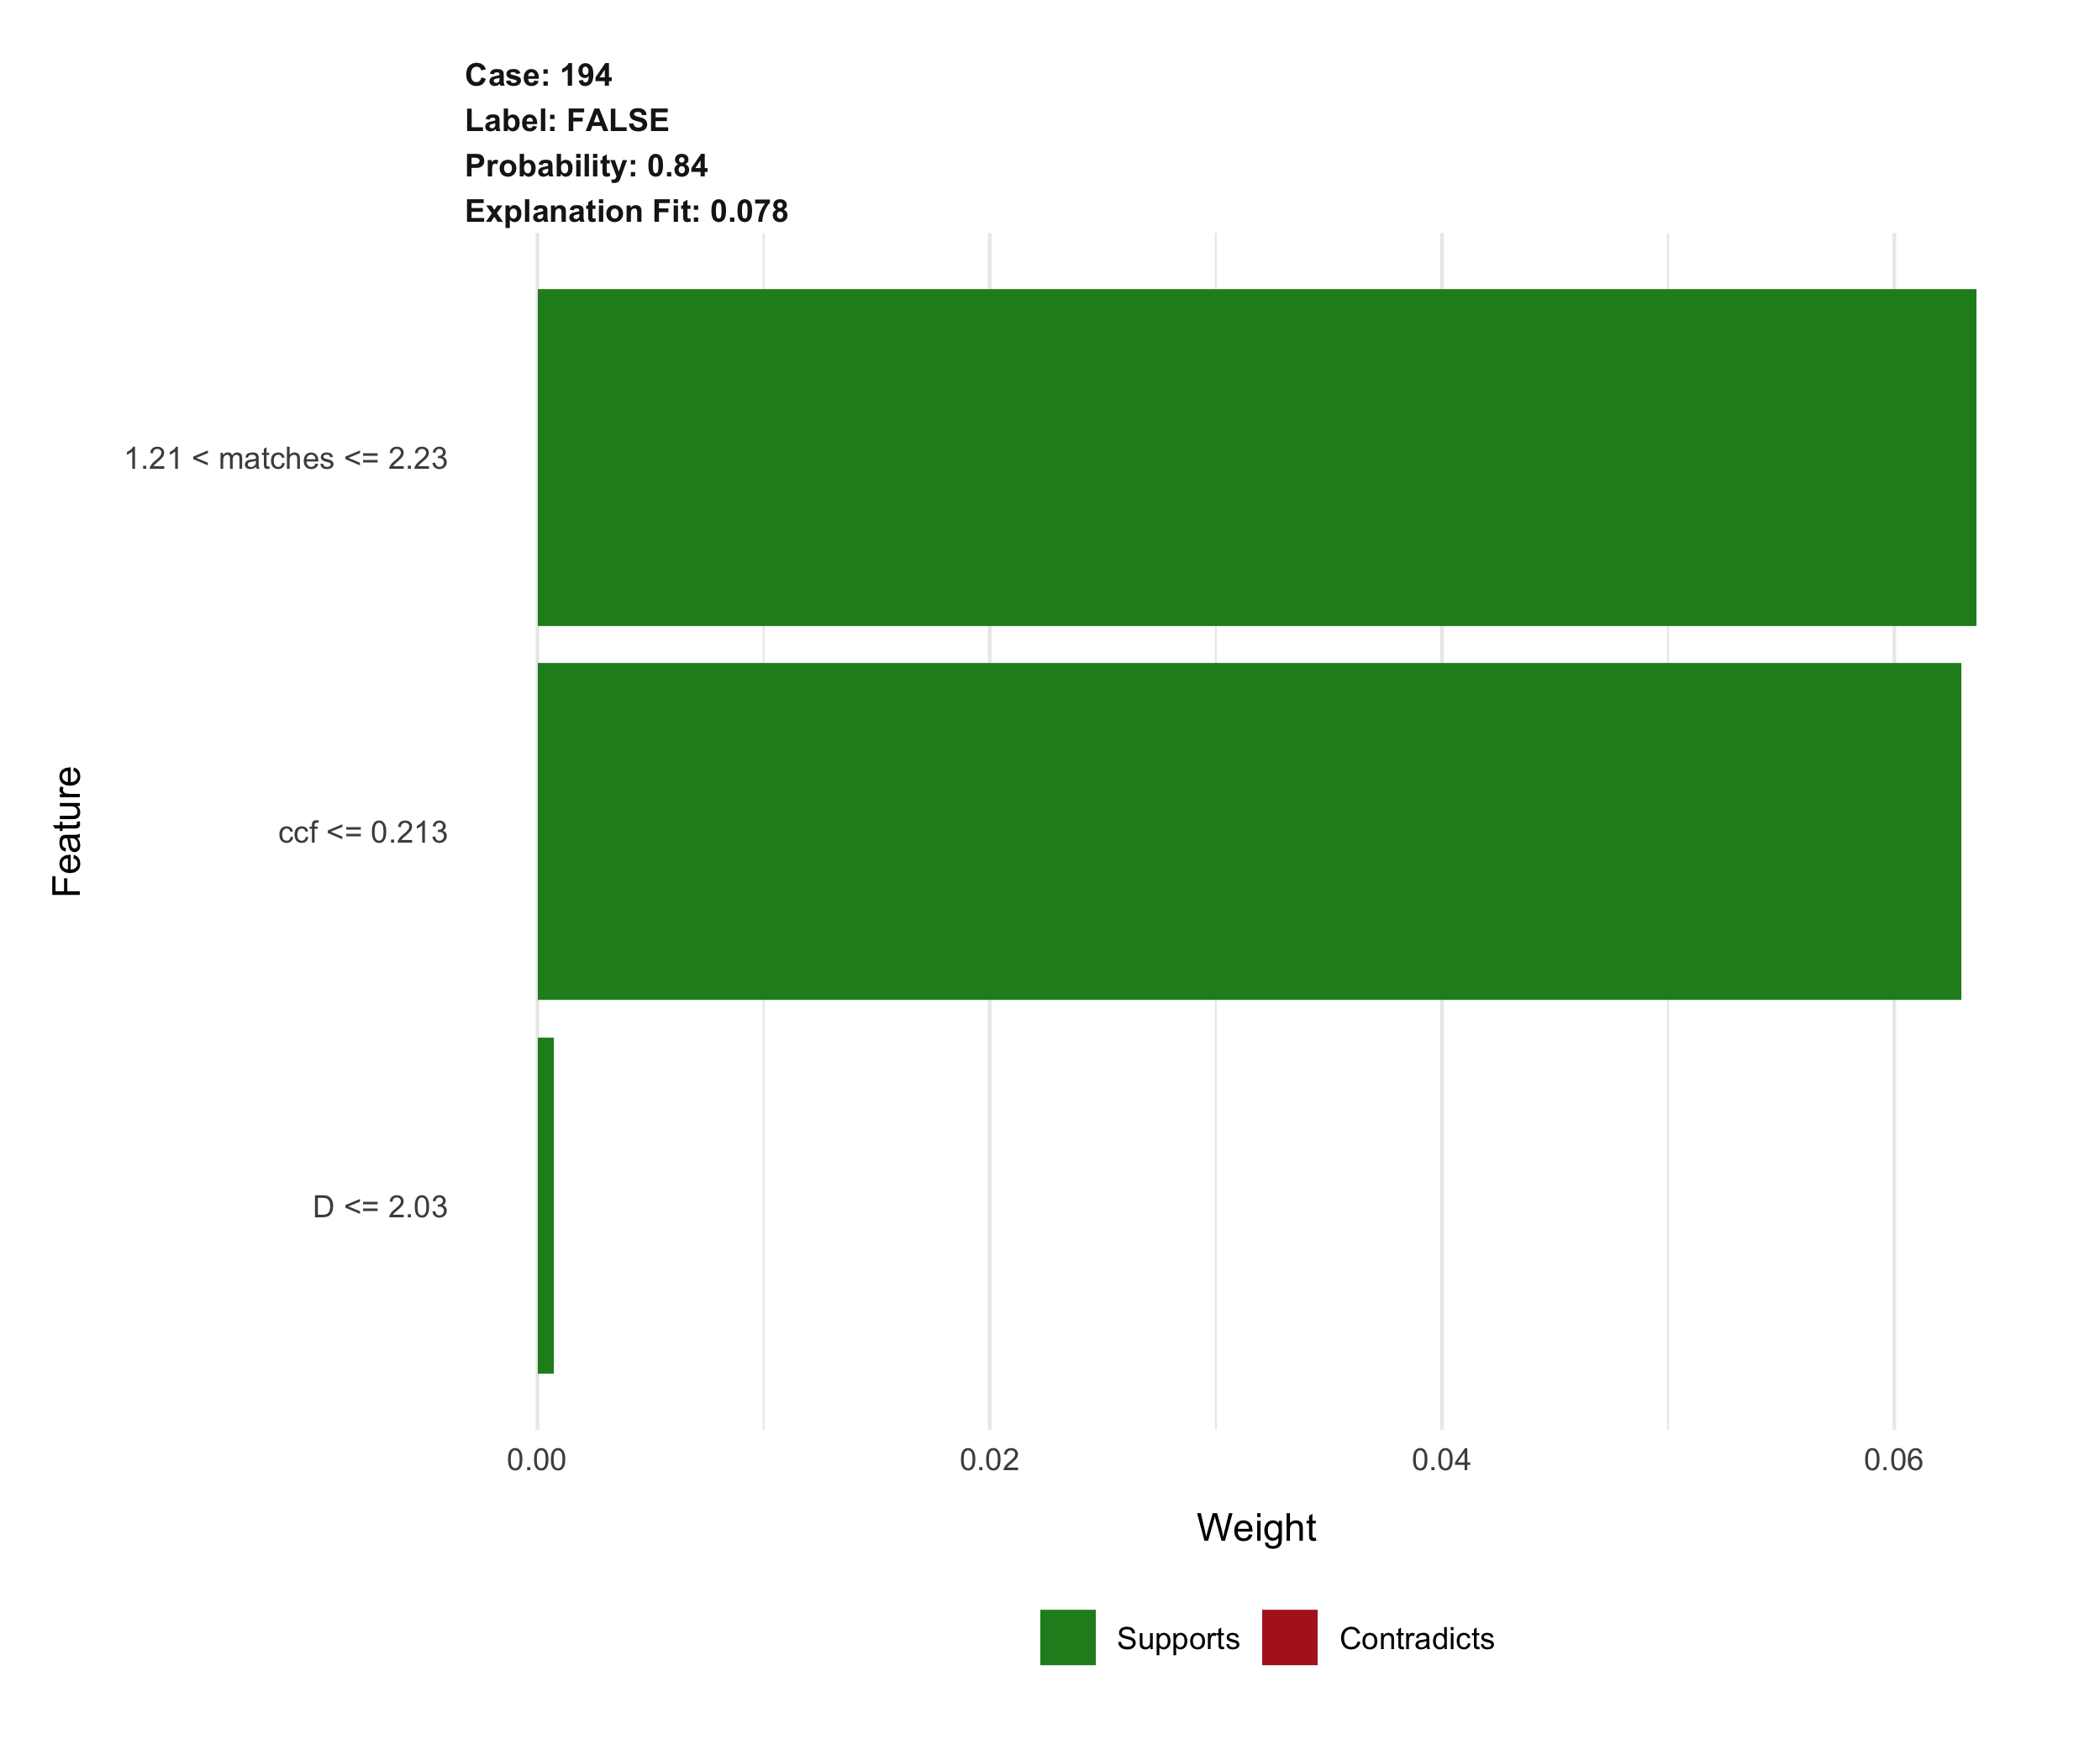 Case: 194
Label: FALSE
Probability: 0.84
Explanation Fit: 0.078
1.21 < matches <= 2.23
ccf <= 0.213
D <= 2.03
Feature
0.00 0.02 0.04 0.06
Weight
Supports Contradicts